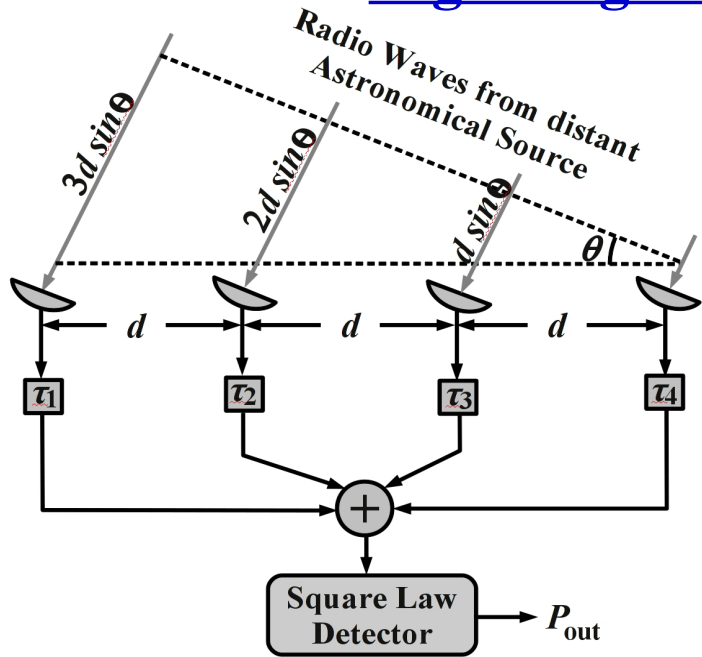 Radio Waves from distant
Astronomical Source
3d sinθ
2d sinθ
d sinθ
θ
d
d
d
τ1
τ2
τ3
τ4
+
Square Law
Detector
Pout